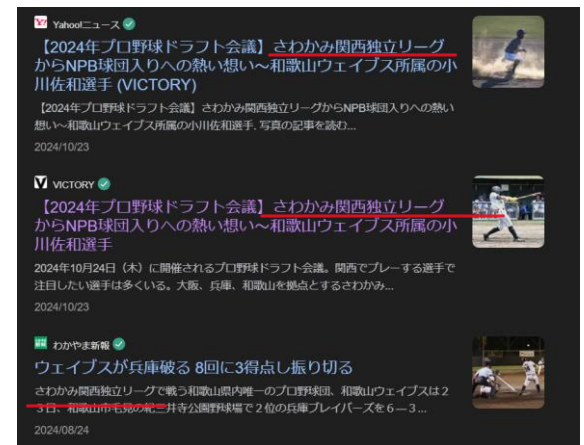 Yahoo!ニュース
【2024年プロ野球ドラフト会議】さわかみ関西独立リーグ
からNPB球団入りへの熱い想い~和歌山ウェイブス所属の小
川佐和選手 (VICTORY)
【2024年プロ野球ドラフト会議】さわかみ関西独立リーグからNPB球団入りへの熱い
想い~和歌山ウェイブス所属の小川佐和選手. 写真の記事を読む...
2024/10/23
VICTORY
【2024年プロ野球ドラフト会議】さわかみ関西独立リーグ
からNPB球団入りへの熱い想い~和歌山ウェイブス所属の小
川佐和選手
2024年10月24日(木)に開催されるプロ野球ドラフト会議。関西でプレーする選手で
注目したい選手は多くいる。大阪、兵庫、和歌山を拠点とするさわかみ...
2024/10/23
わかやま新報
ウェイブスが兵庫破る 8回に3得点し振り切る
さわかみ関西独立リーグで戦う和歌山県内唯一のプロ野球団、和歌山ウェイブスは2
3日、和歌山市毛見の紀三井寺公園野球場で2位の兵庫ブレイバーズを6―3...
2024/08/24